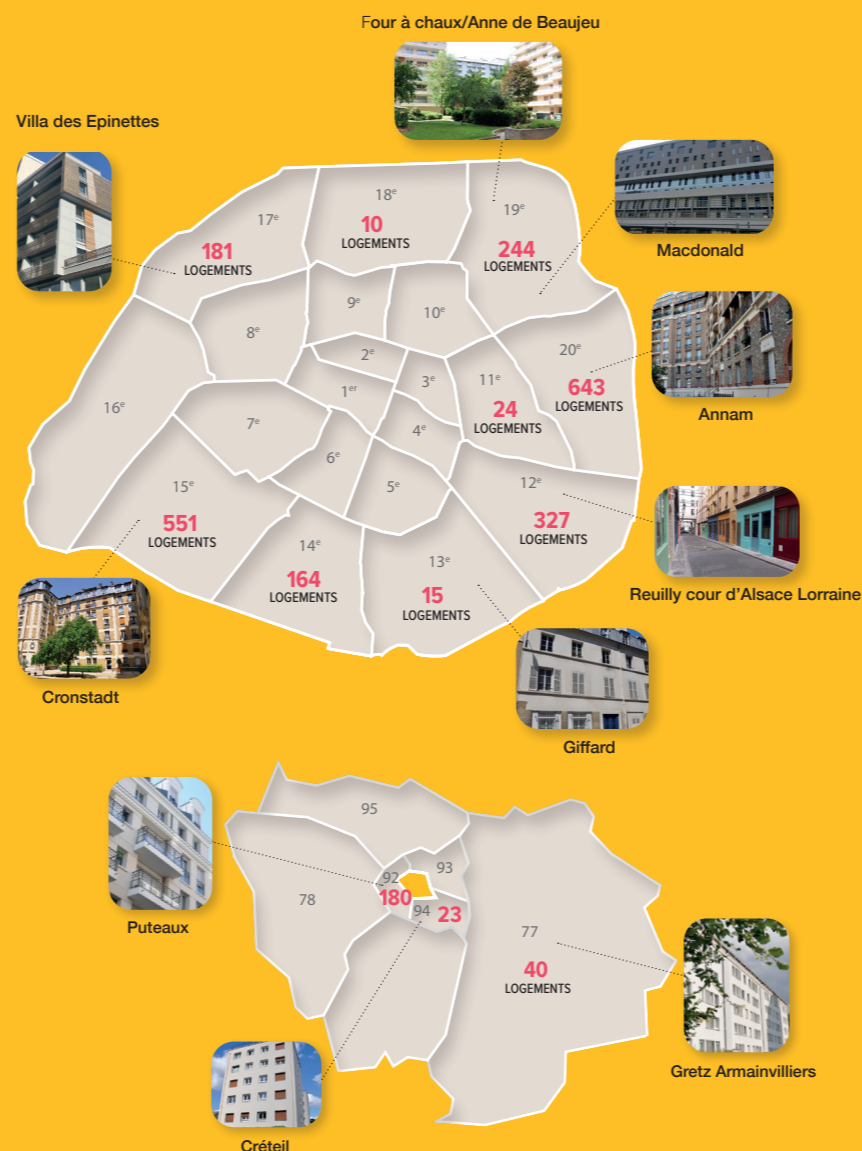 Four à chaux/Anne de Beaujeu
Villa des Epinettes
18e
10
LOGEMENTS
17e
181
LOGEMENTS
19e
244
LOGEMENTS
Macdonald
9e
10e
8e
2e
20e
643
LOGEMENTS
Annam
3e
11e
24
LOGEMENTS
1er
16e
7e
4e
6e
5e
15e
551
LOGEMENTS
12e
327
LOGEMENTS
14e
164
LOGEMENTS
13e
15
LOGEMENTS
Reuilly cour d'Alsace Lorraine
Cronstadt
Giffard
95
93
92
180
78
94
23
Puteaux
77
40
LOGEMENTS
Gretz Armainvilliers
Créteil